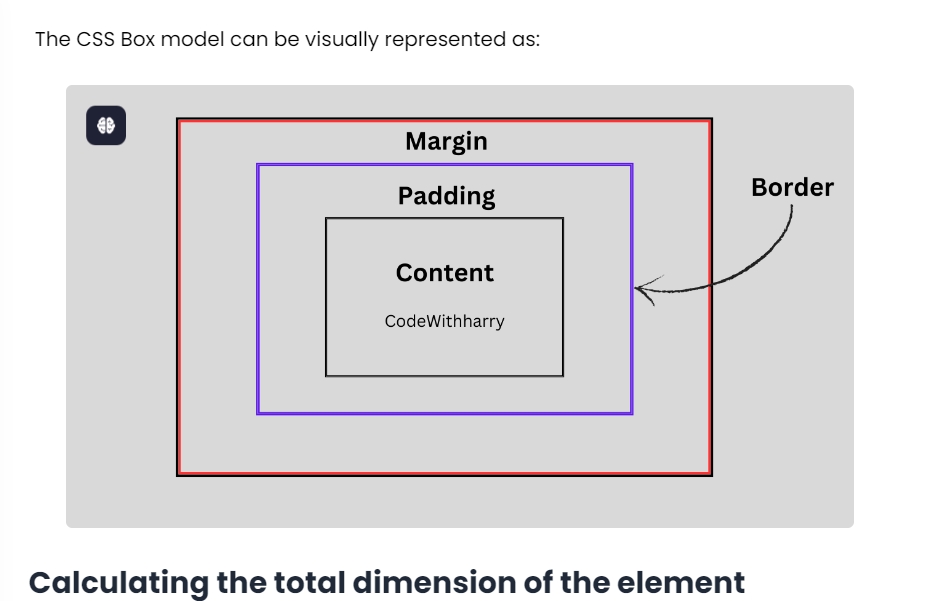 The CSS Box model can be visually represented as:
Margin
Padding
Border
Content
CodeWithharry
Calculating the total dimension of the element